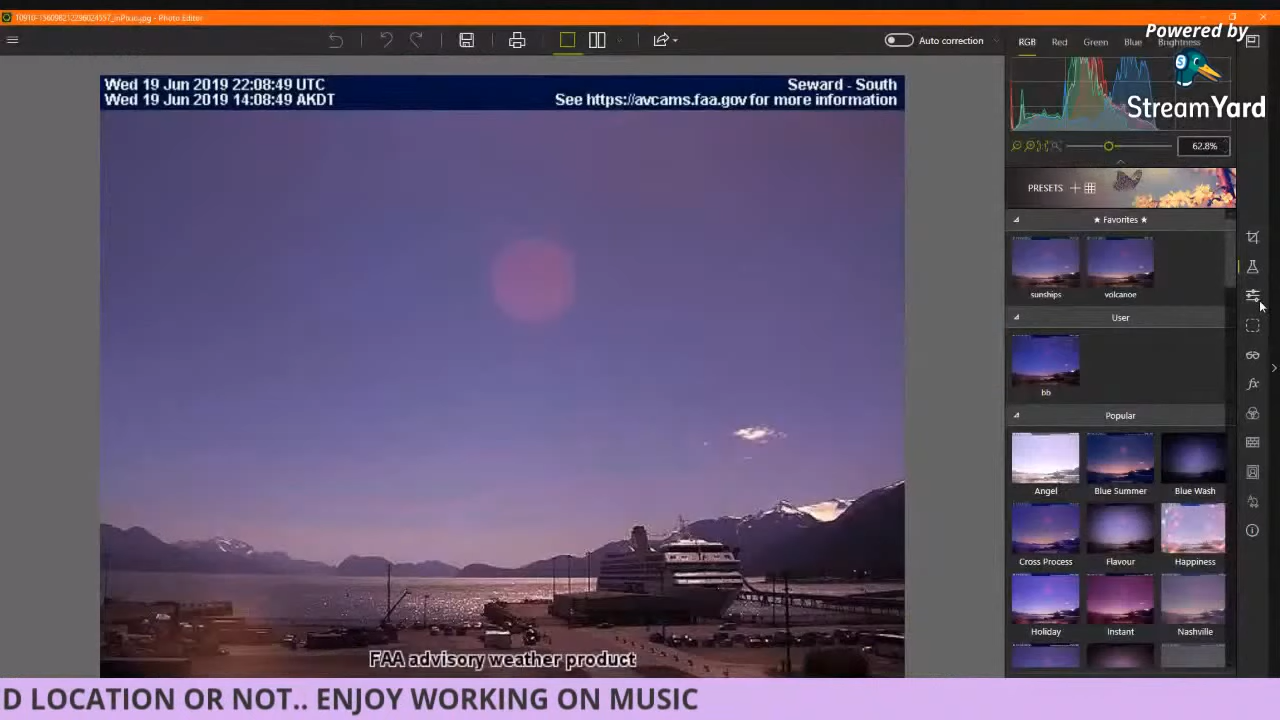 Photo Editor
Auto correction
RGB
Red
Green
Blue
Brightness
Powered by
StreamYard
62.8%
Wed 19 Jun 2019 22:08:49 UTC
Seward - South
Wed 19 Jun 2019 14:08:49 AKDT
See https://avcams.faa.gov for more information
PRESETS
★ Favorites ★
sunships
volcanoe
User
bb
Popular
Angel
Blue Summer
Blue Wash
Cross Process
Flavour
Happiness
Holiday
Instant
Nashville
FAA advisory weather product
D LOCATION OR NOT.. ENJOY WORKING ON MUSIC